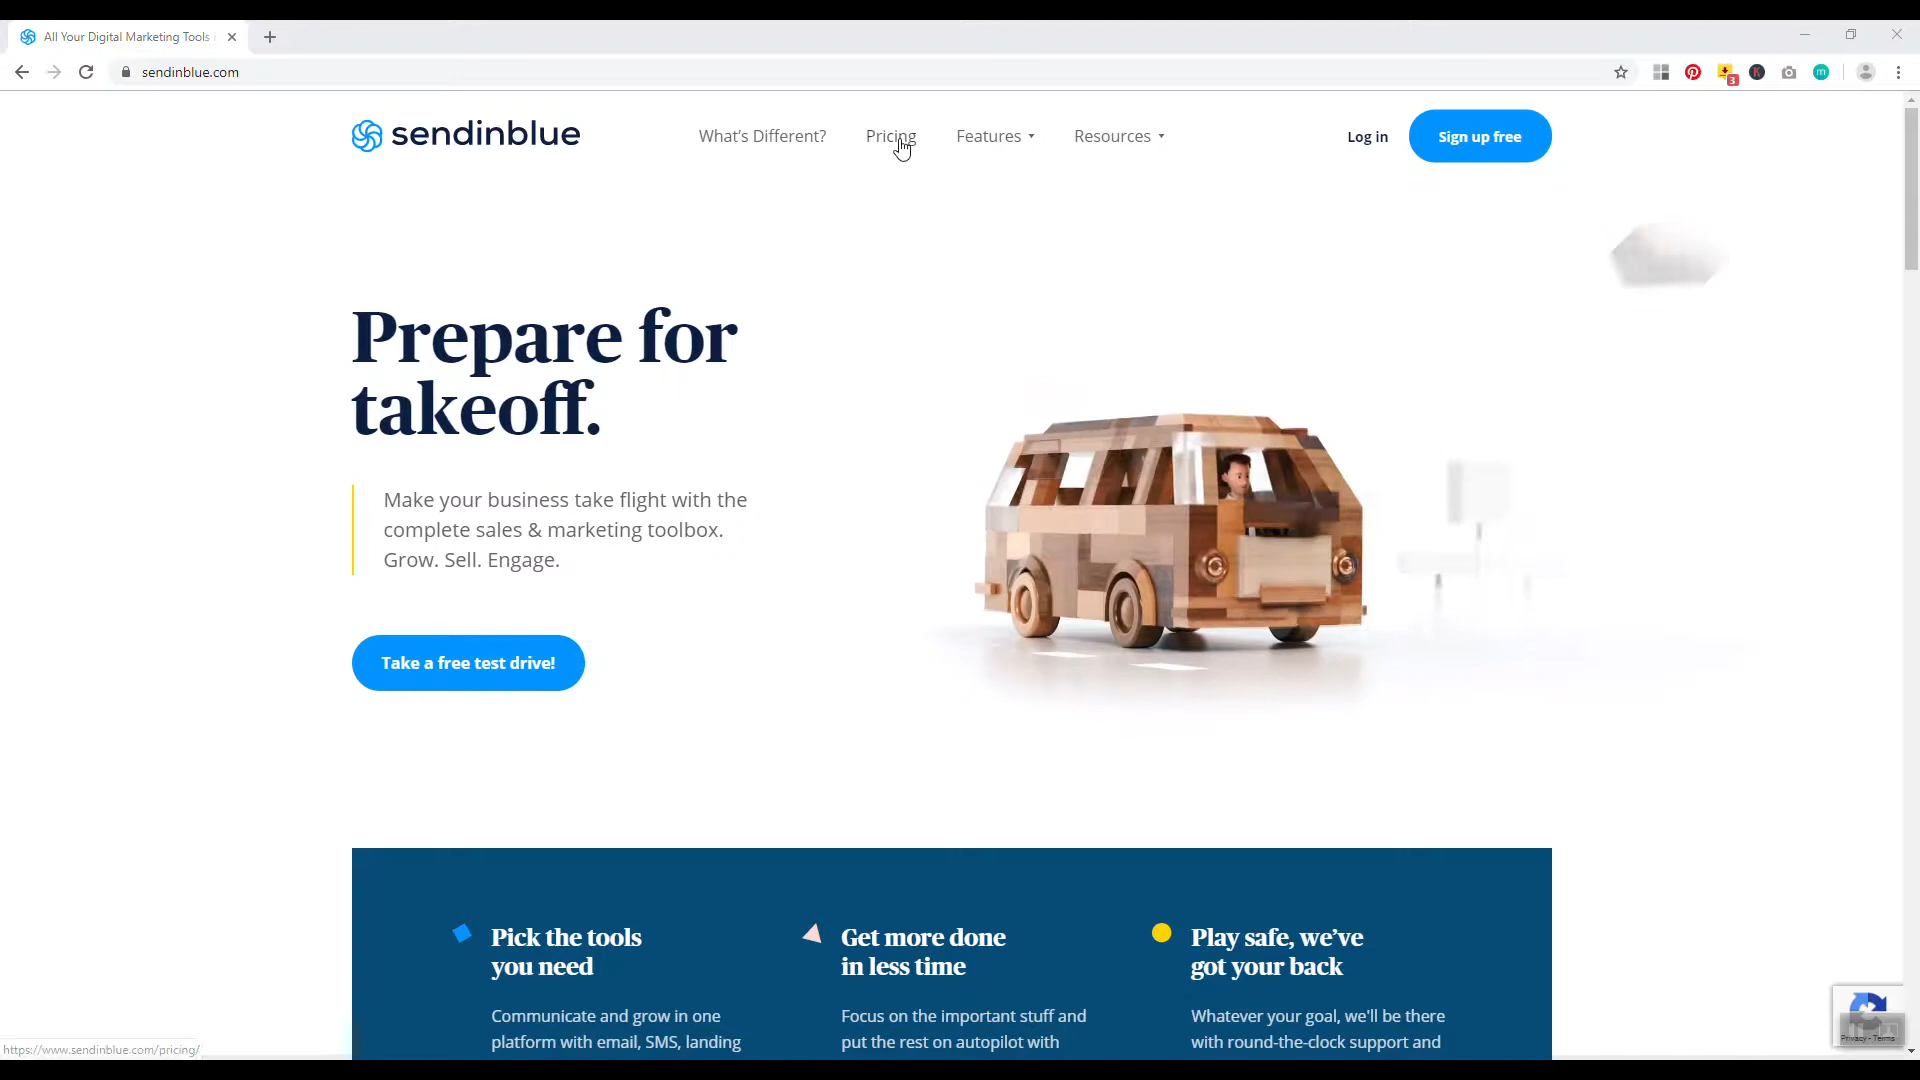 All Your Digital Marketing Tools
sendinblue.com
3
K
m
sendinblue
What's Different?
Pricing
Features
Resources
Log in
Sign up free
Prepare for
takeoff.
Make your business take flight with the
complete sales & marketing toolbox.
Grow. Sell. Engage.
Take a free test drive!
Pick the tools
you need
Communicate and grow in one
platform with email, SMS, landing
Get more done
in less time
Focus on the important stuff and
put the rest on autopilot with
Play safe, we've
got your back
Whatever your goal, we'll be there
with round-the-clock support and
Privacy - Terms
https://www.sendinblue.com/pricing/